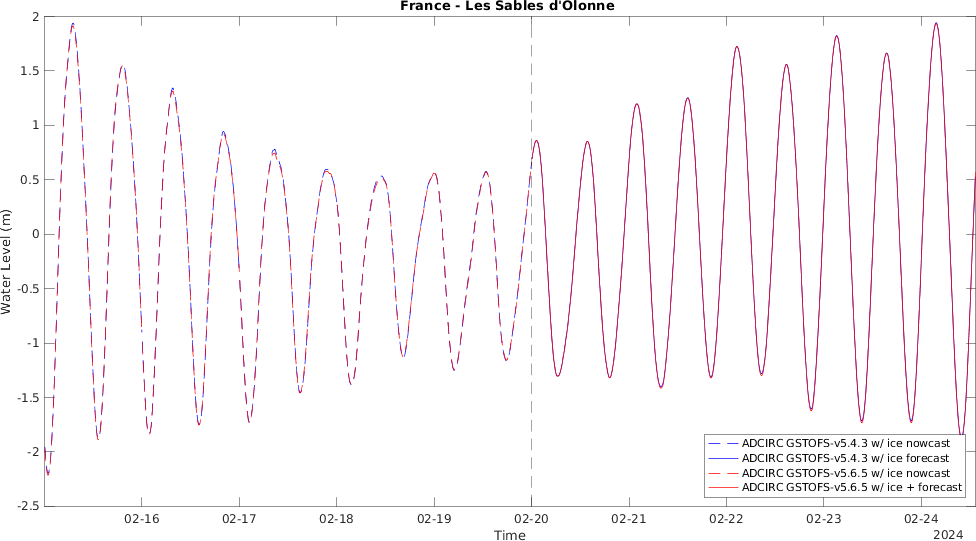 France - Les Sables d'Olonne
2
1.5
1
0.5
0
-0.5
-1
-1.5
-2
-2.5
Water Level (m)
ADCIRC GSTOFS-v5.4.3 w/ ice nowcast
ADCIRC GSTOFS-v5.4.3 w/ ice forecast
ADCIRC GSTOFS-v5.6.5 w/ ice nowcast
ADCIRC GSTOFS-v5.6.5 w/ ice + forecast
02-16 02-17 02-18 02-19 02-20 02-21 02-22 02-23 02-24
Time
2024